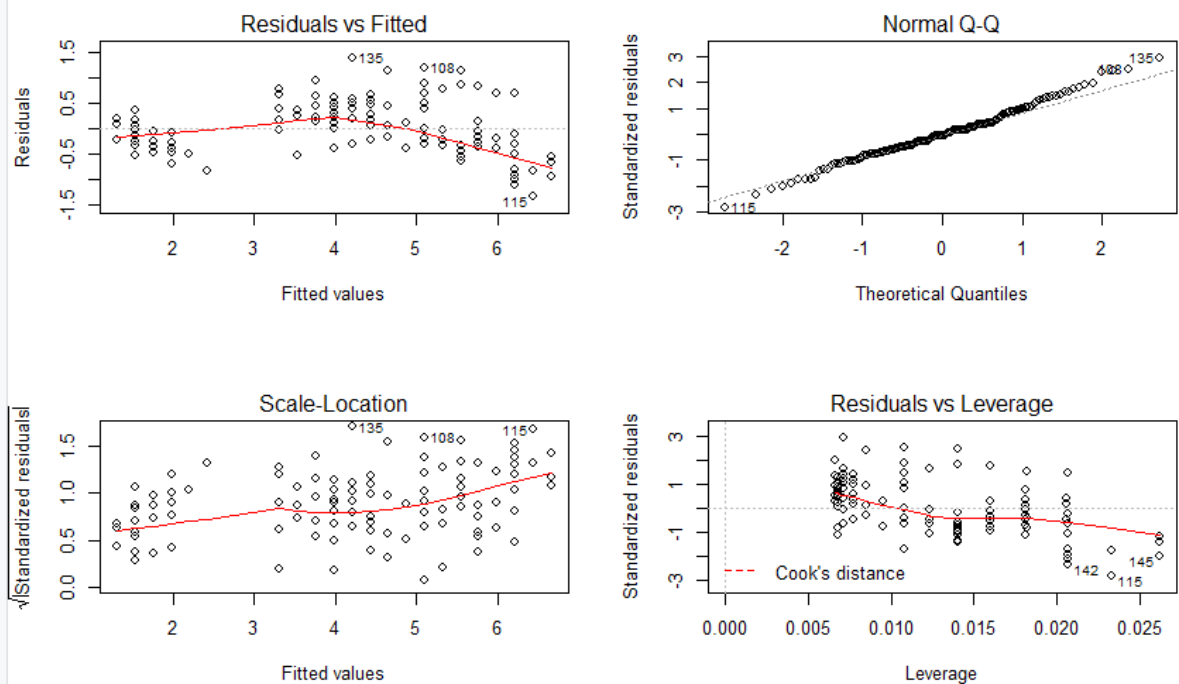 Residuals vs Fitted
Residuals
1.5
0.5
-0.5
-1.5
135
108
115
2 3 4 5 6
Fitted values
Normal Q-Q
Standardized residuals
3
2
1
-1
-3
135
108
115
-2 -1 0 1 2
Theoretical Quantiles
Scale-Location
√|Standardized residuals|
1.5
1.0
0.5
0.0
135
108
115
2 3 4 5 6
Fitted values
Residuals vs Leverage
Standardized residuals
3
1
-1
-3
Cook's distance
142
145
115
0.000 0.005 0.010 0.015 0.020 0.025
Leverage